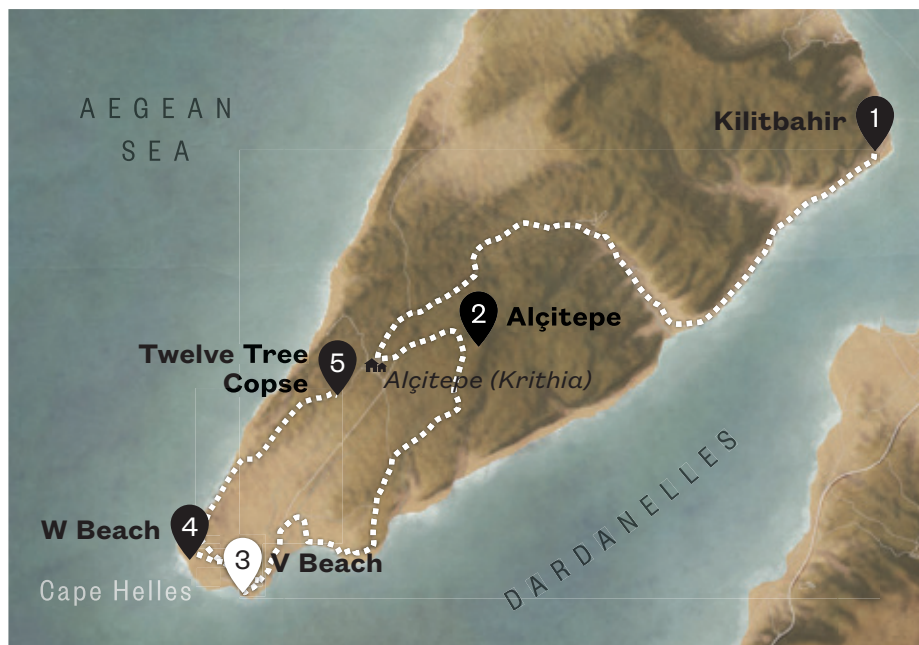 AEGEAN
SEA
Kilitbahir
1
2
Alçitepe
Twelve Tree
Copse
5
Alçitepe (Krithia)
W Beach
4
3
V Beach
Cape Helles
DARDANELLES